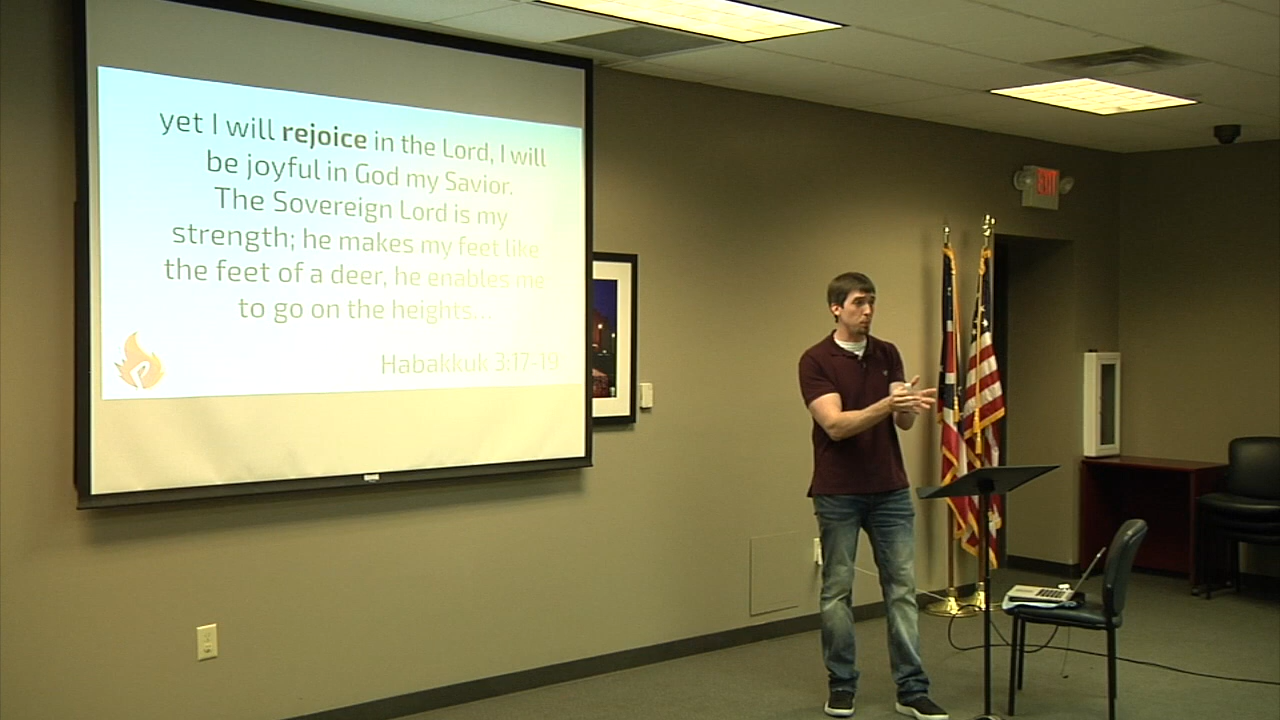 yet I will rejoice in the Lord, I will
be joyful in God my Savior.
The Sovereign Lord is my
strength; he makes my feet like
the feet of a deer, he enables me
to go on the heights...
Habakkuk 3:17-19
EXIT